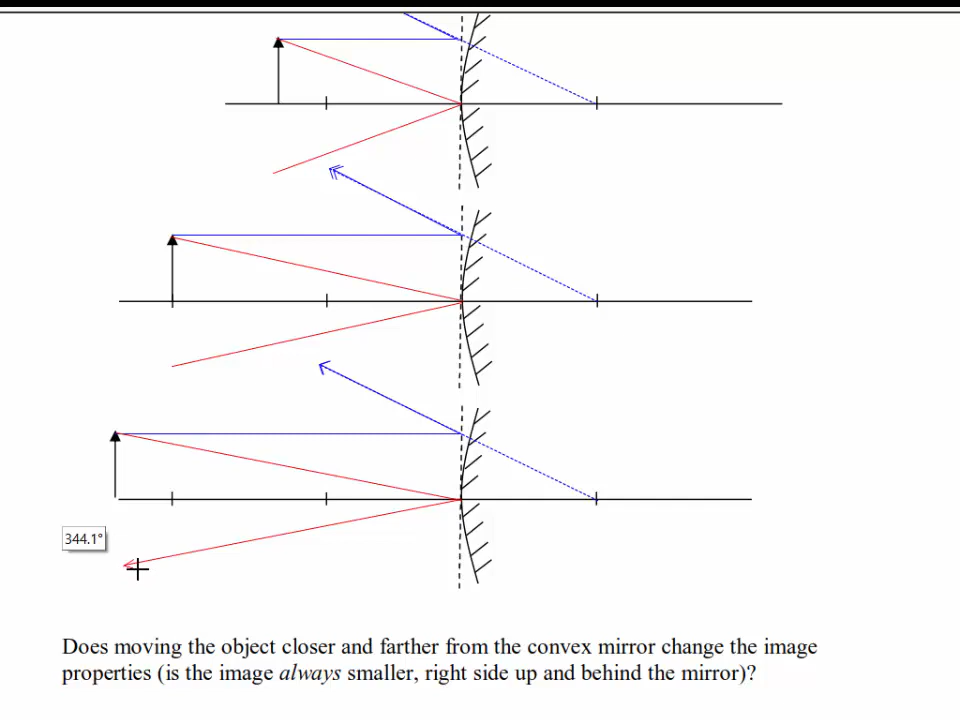 344.1°
Does moving the object closer and farther from the convex mirror change the image
properties (is the image always smaller, right side up and behind the mirror)?